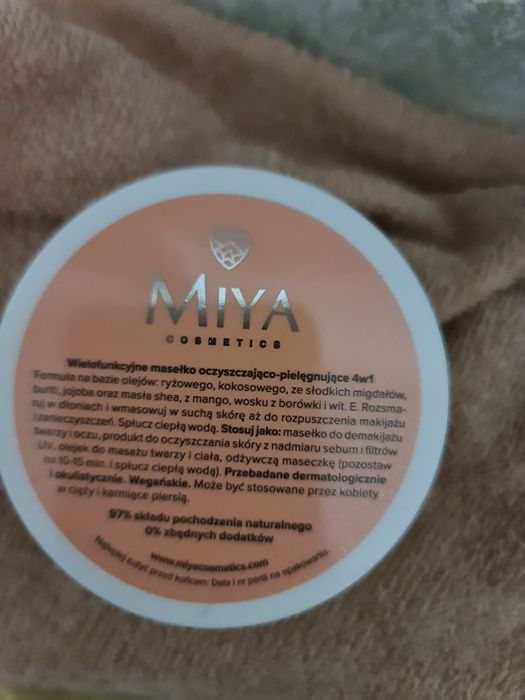 MIYA
COSMETICS
Wielofunkcyjne masełko oczyszczająco-pielęgnujące 4w1
Formuła na bazie olejów: ryżowego, kokosowego, ze słodkich migdałów,
buriti, jojoba oraz masła shea, z mango, wosku z borówki i wit. E. Rozsma-
ruj w dłoniach i wmasowuj w suchą skórę aż do rozpuszczenia makijażu
i zanieczyszczeń. Spłucz ciepłą wodą. Stosuj jako: masełko do demakijażu
twarzy i oczu, produkt do oczyszczania skóry z nadmiaru sebum i filtrów
UV, olejek do masażu twarzy i ciała, odżywczą maseczkę (pozostaw
na 10-15 min. i spłucz ciepłą wodą). Przebadane dermatologicznie
i okulistycznie. Wegańskie. Może być stosowane przez kobiety
w ciąży i karmiące piersią.
97% składu pochodzenia naturalnego
0% zbędnych dodatków
www.miyacosmetics.com
Najlepiej zużyć przed końcem: Data i nr partii na opakowaniu.